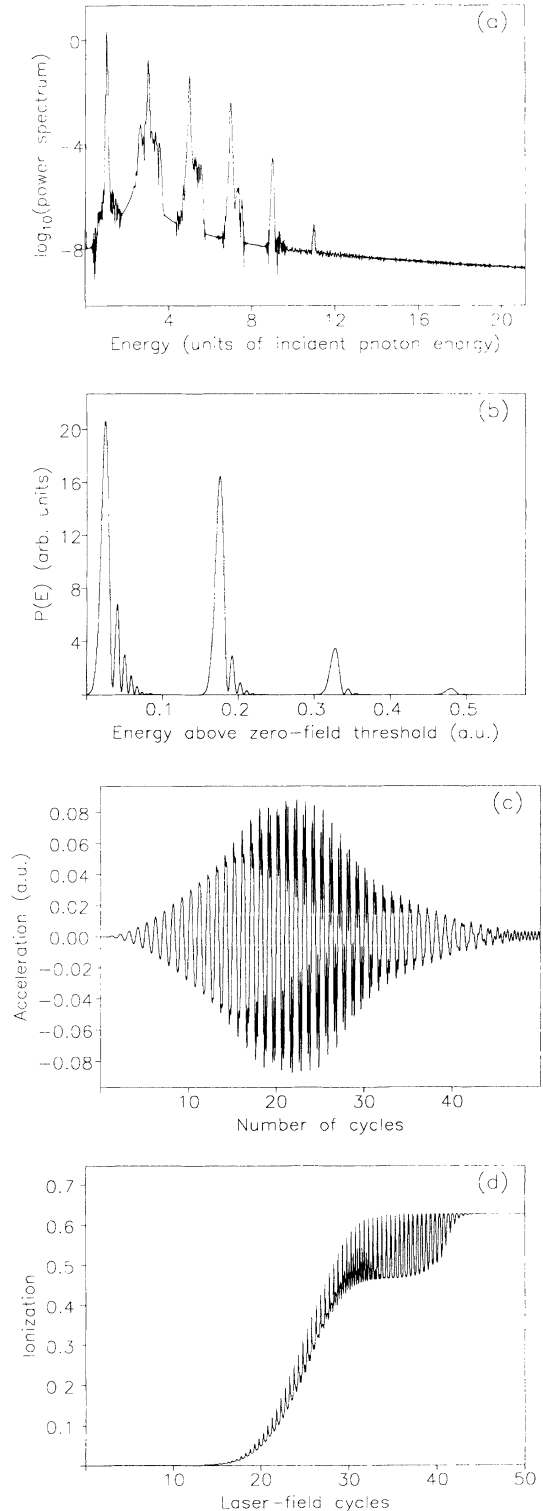 (a)
log10(power spectrum)
0
−4
−8
4 8 12 16 20
Energy (units of incident photon energy)
(b)
P(E) (arb. units)
20
16
12
8
4
0.1 0.2 0.3 0.4 0.5
Energy above zero-field threshold (a.u.)
(c)
Acceleration (a.u.)
0.08
0.06
0.04
0.02
0.00
−0.02
−0.04
−0.06
−0.08
10 20 30 40
Number of cycles
(d)
Ionization
0.7
0.6
0.5
0.4
0.3
0.2
0.1
10 20 30 40 50
Laser-field cycles